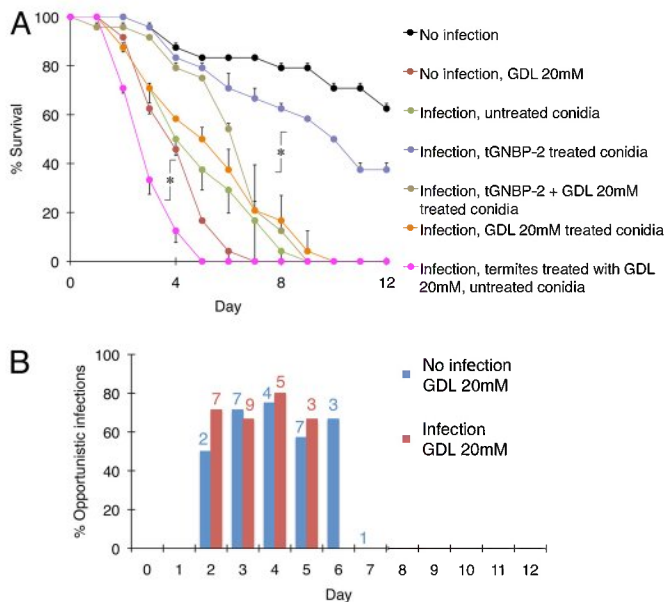 A
% Survival
100
80
60
40
20
0
*
*
0
4
8
12
Day
No infection
No infection, GDL 20mM
Infection, untreated conidia
Infection, tGNBP-2 treated conidia
Infection, tGNBP-2 + GDL 20mM
treated conidia
Infection, GDL 20mM treated conidia
Infection, termites treated with GDL
20mM, untreated conidia
B
% Opportunistic infections
100
80
60
40
20
0
2
7
7
9
4
5
7
3
3
1
0 1 2 3 4 5 6 7 8 9 10 11 12
Day
No infection
GDL 20mM
Infection
GDL 20mM